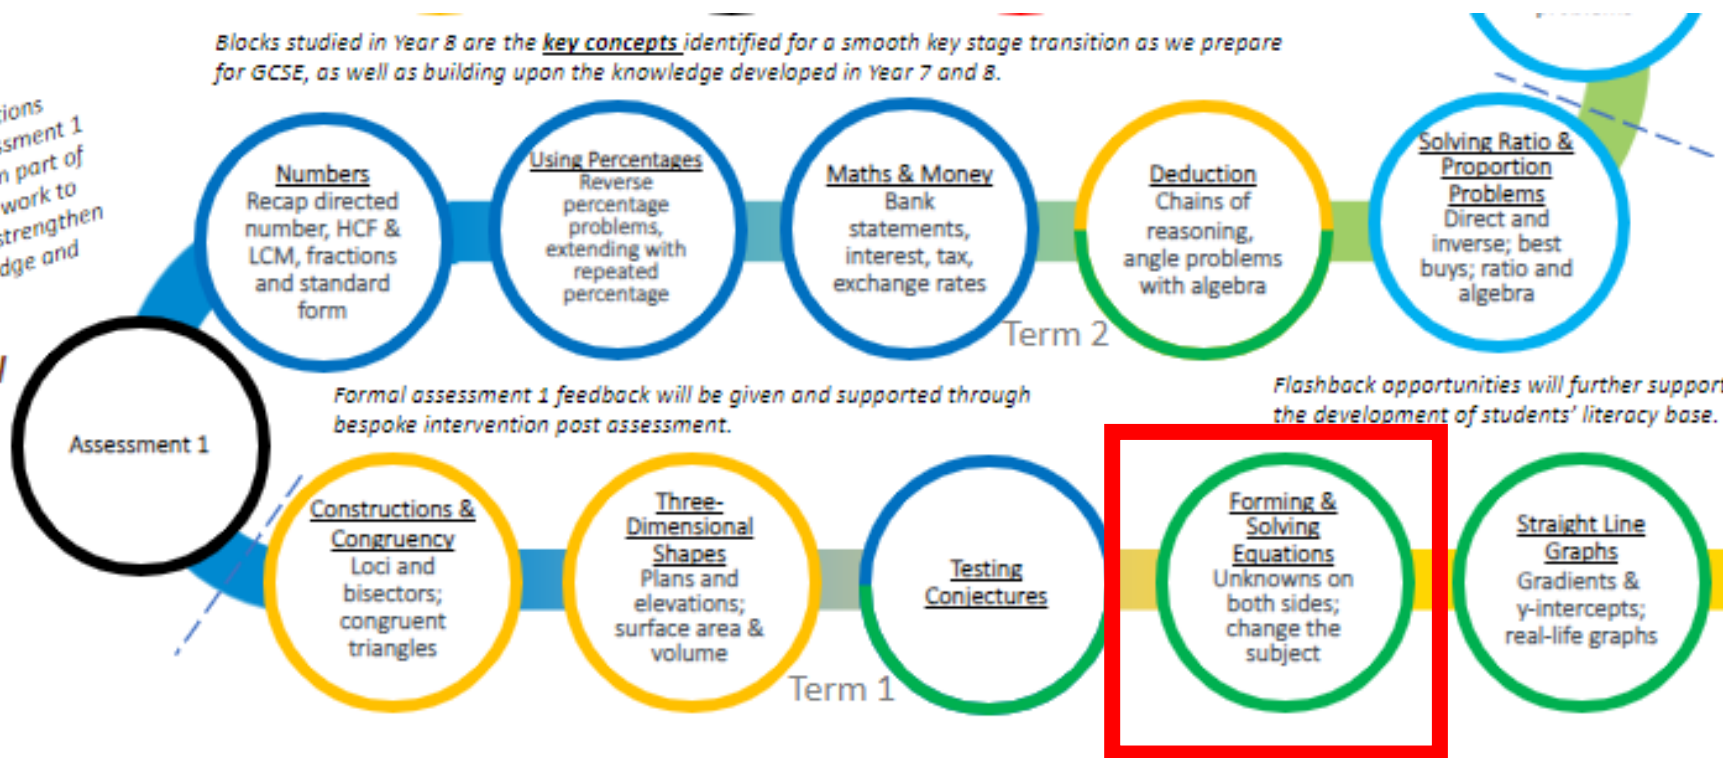 Blocks studied in Year 8 are the key concepts identified for a smooth key stage transition as we prepare
for GCSE, as well as building upon the knowledge developed in Year 7 and 8.
part of
work to
strengthen
and
Numbers
Recap directed
number, HCF &
LCM, fractions
and standard
form
Using Percentages
Reverse
percentage
problems,
extending with
repeated
percentage
Maths & Money
Bank
statements,
interest, tax,
exchange rates
Deduction
Chains of
reasoning,
angle problems
with algebra
Solving Ratio &
Proportion
Problems
Direct and
inverse; best
buys; ratio and
algebra
Term 2
Formal assessment 1 feedback will be given and supported through
bespoke intervention post assessment.
Flashback opportunities will further support
the development of students' literacy base.
Assessment 1
Constructions &
Congruency
Loci and
bisectors;
congruent
triangles
Three-
Dimensional
Shapes
Plans and
elevations;
surface area &
volume
Testing
Conjectures
Forming &
Solving
Equations
Unknowns on
both sides;
change the
subject
Straight Line
Graphs
Gradients &
y-intercepts;
real-life graphs
Term 1